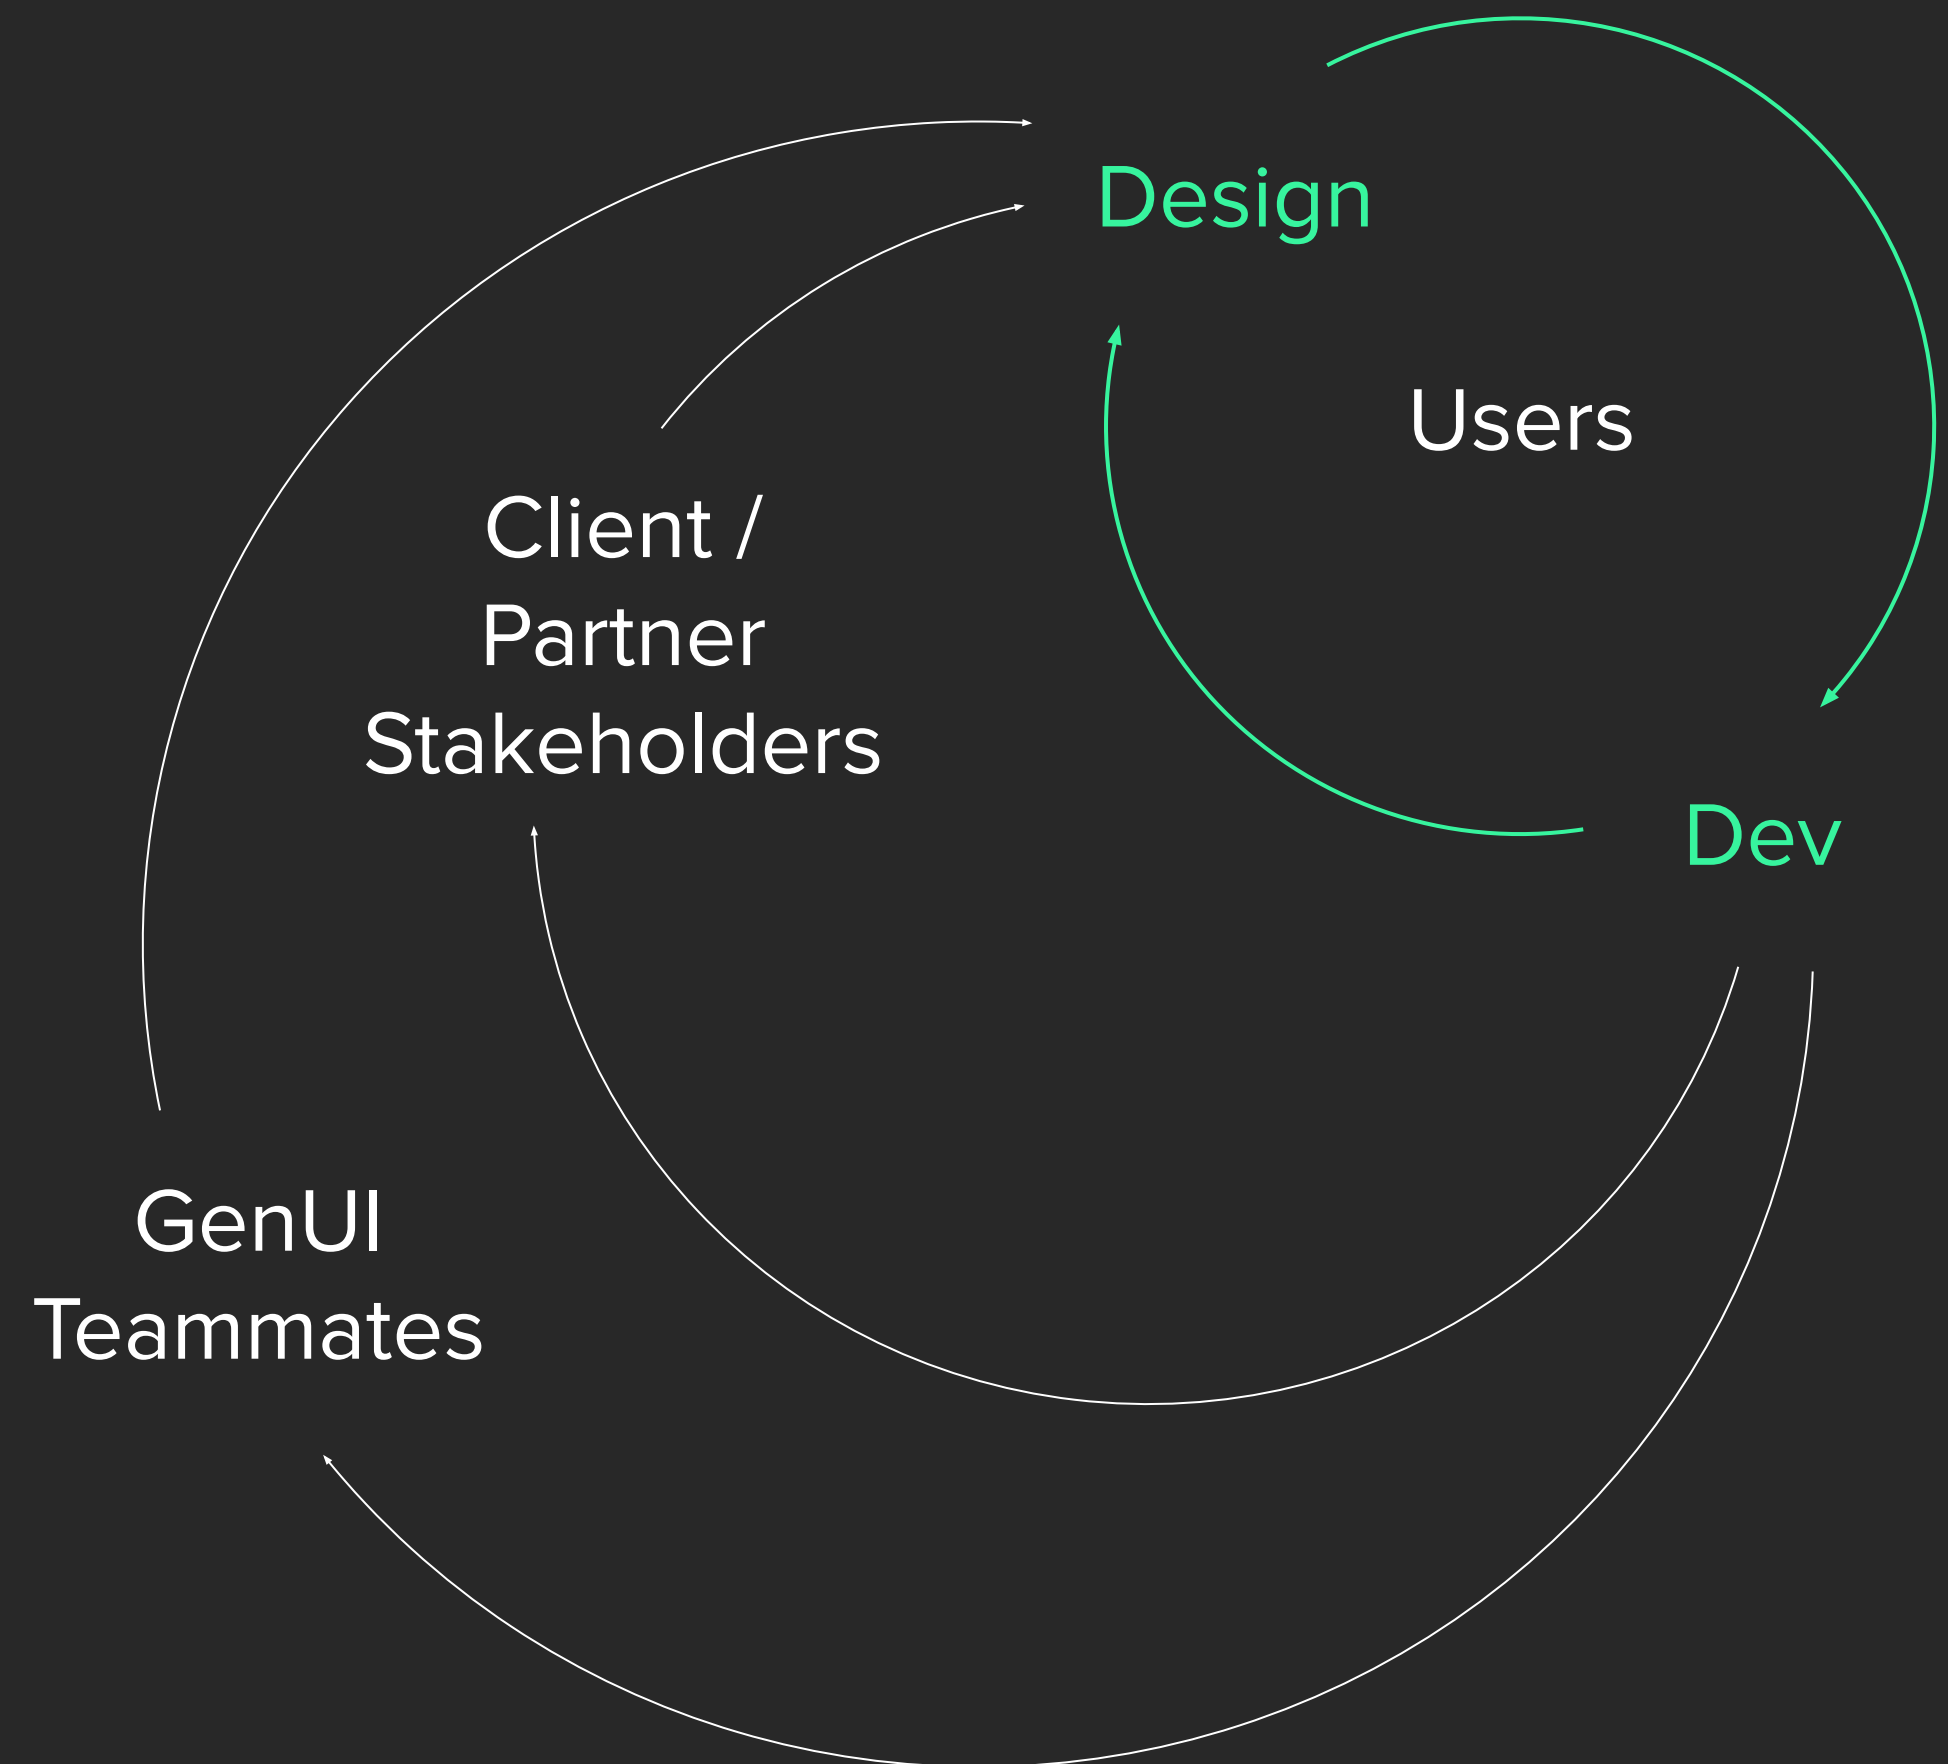 Design
Users
Client /
Partner
Stakeholders
Dev
GenUI
Teammates